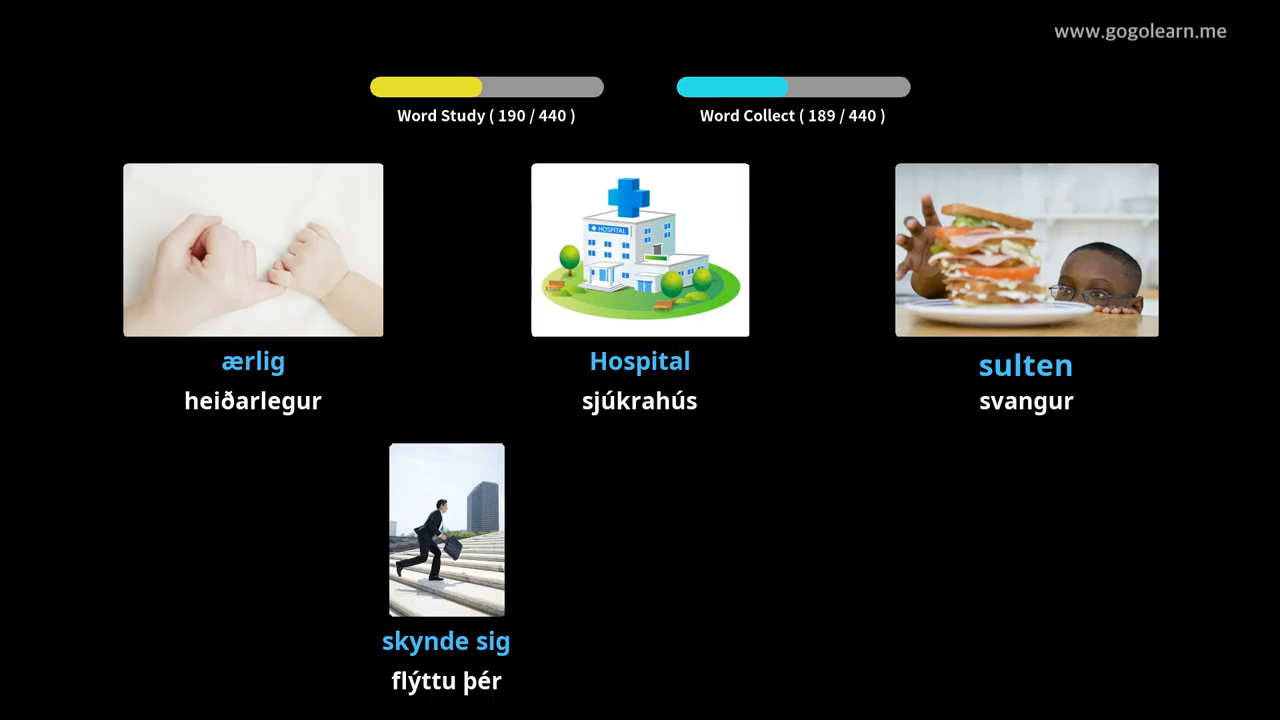 www.gogolearn.me
Word Study ( 190 / 440 )
Word Collect ( 189 / 440 )
HOSPITAL
ærlig
Hospital
sulten
heiðarlegur
sjúkrahús
svangur
skynde sig
flýttu þér